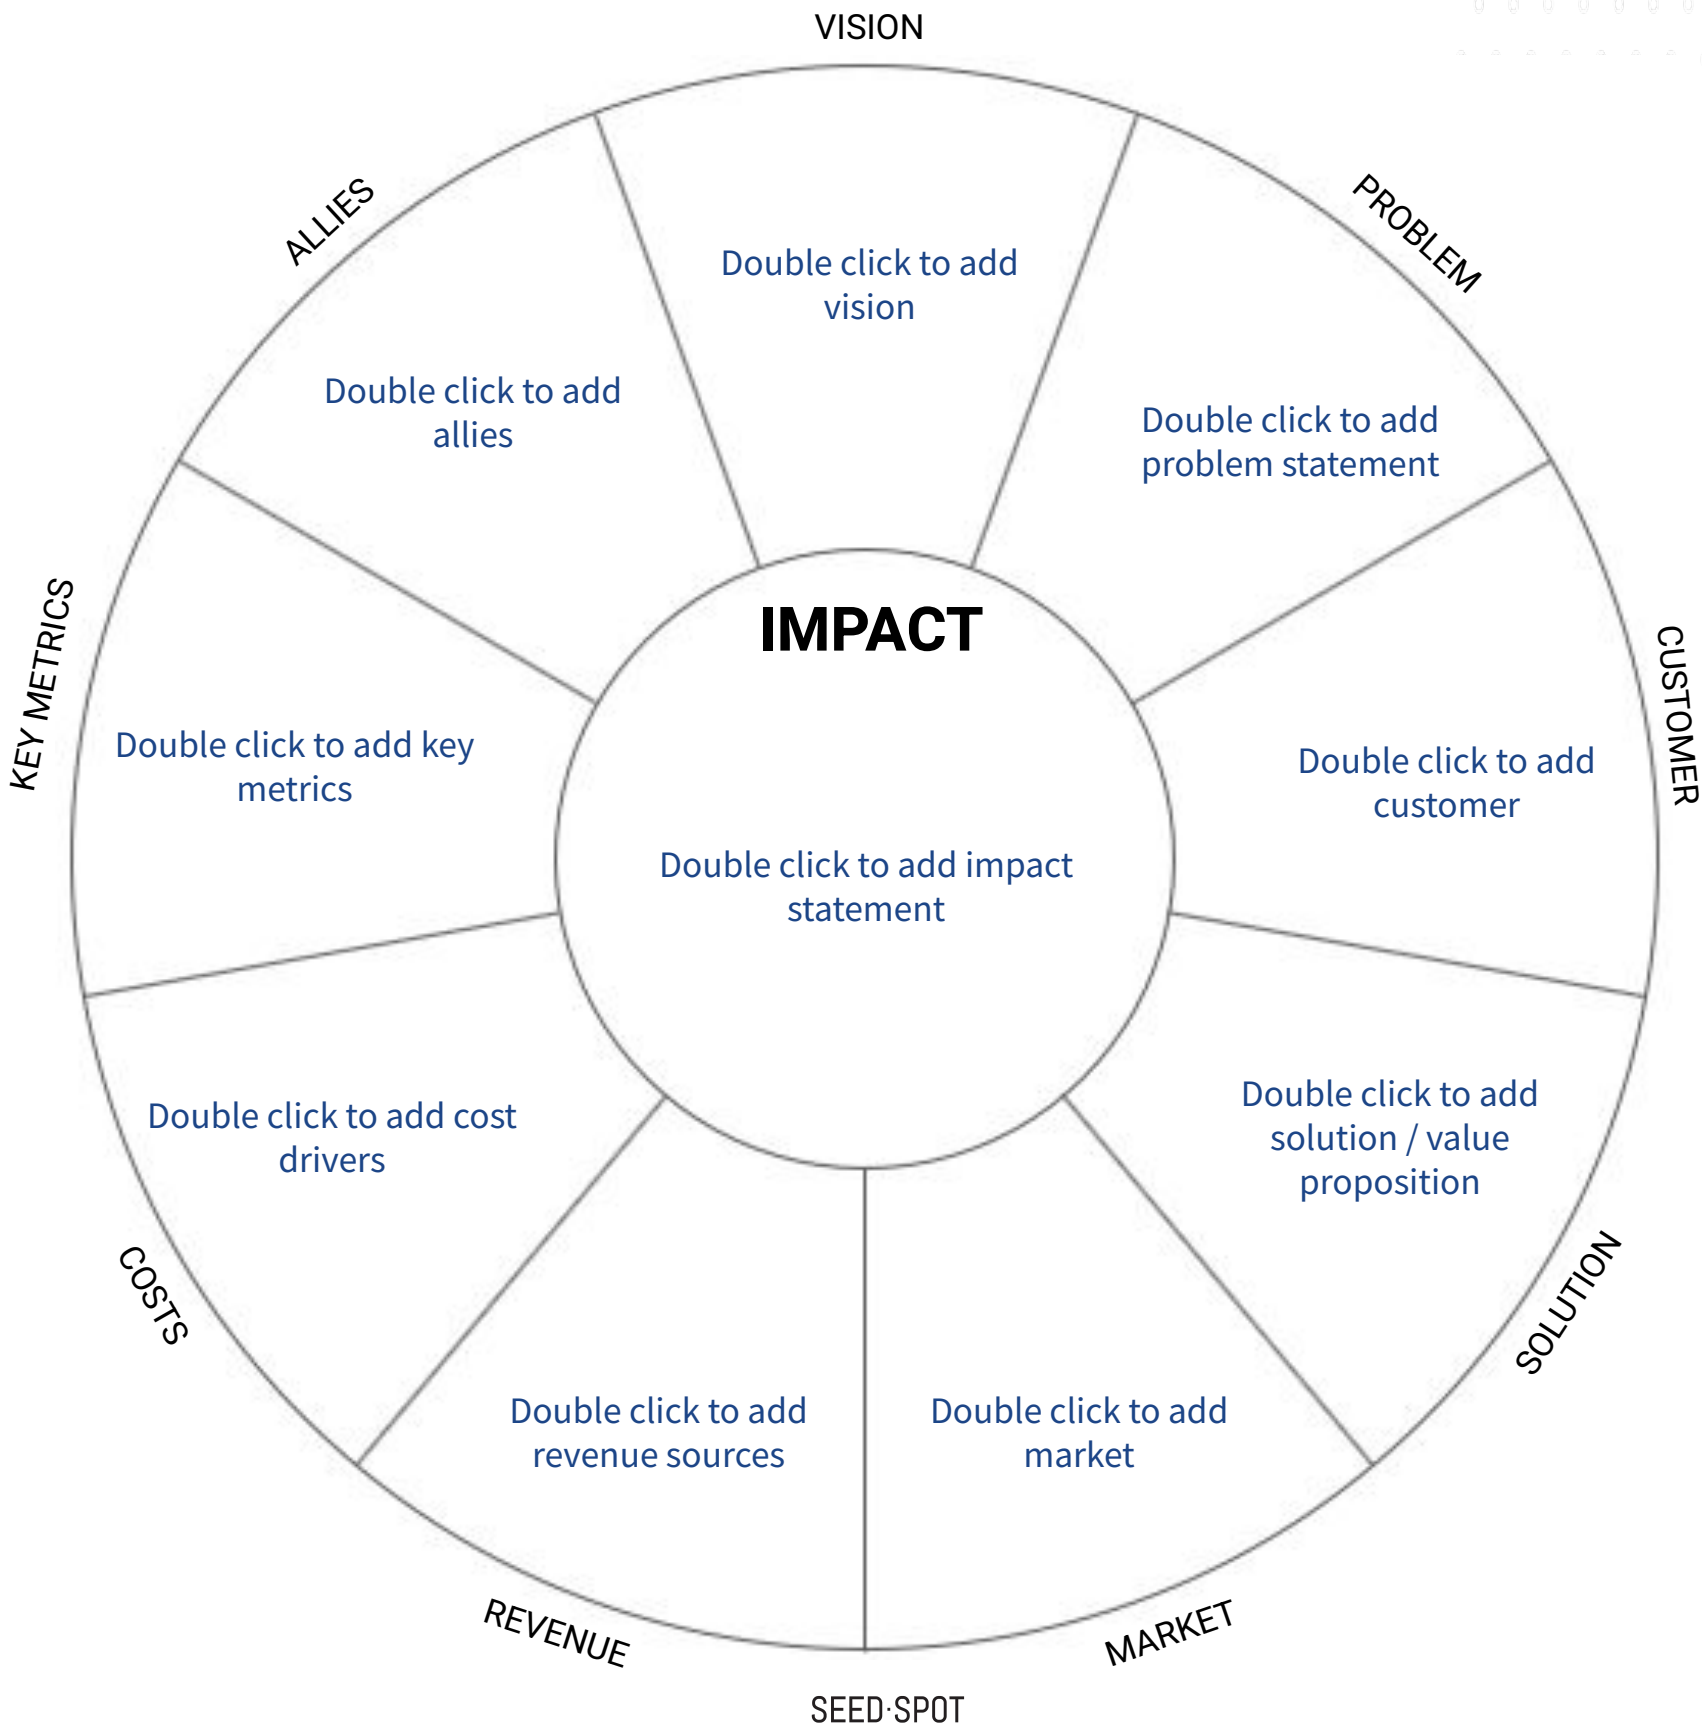 VISION
Double click to add
vision
PROBLEM
Double click to add
problem statement
CUSTOMER
Double click to add
customer
SOLUTION
Double click to add
solution / value
proposition
MARKET
Double click to add
market
REVENUE
Double click to add
revenue sources
COSTS
Double click to add cost
drivers
KEY METRICS
Double click to add key
metrics
ALLIES
Double click to add
allies
IMPACT
Double click to add impact
statement
SEED·SPOT